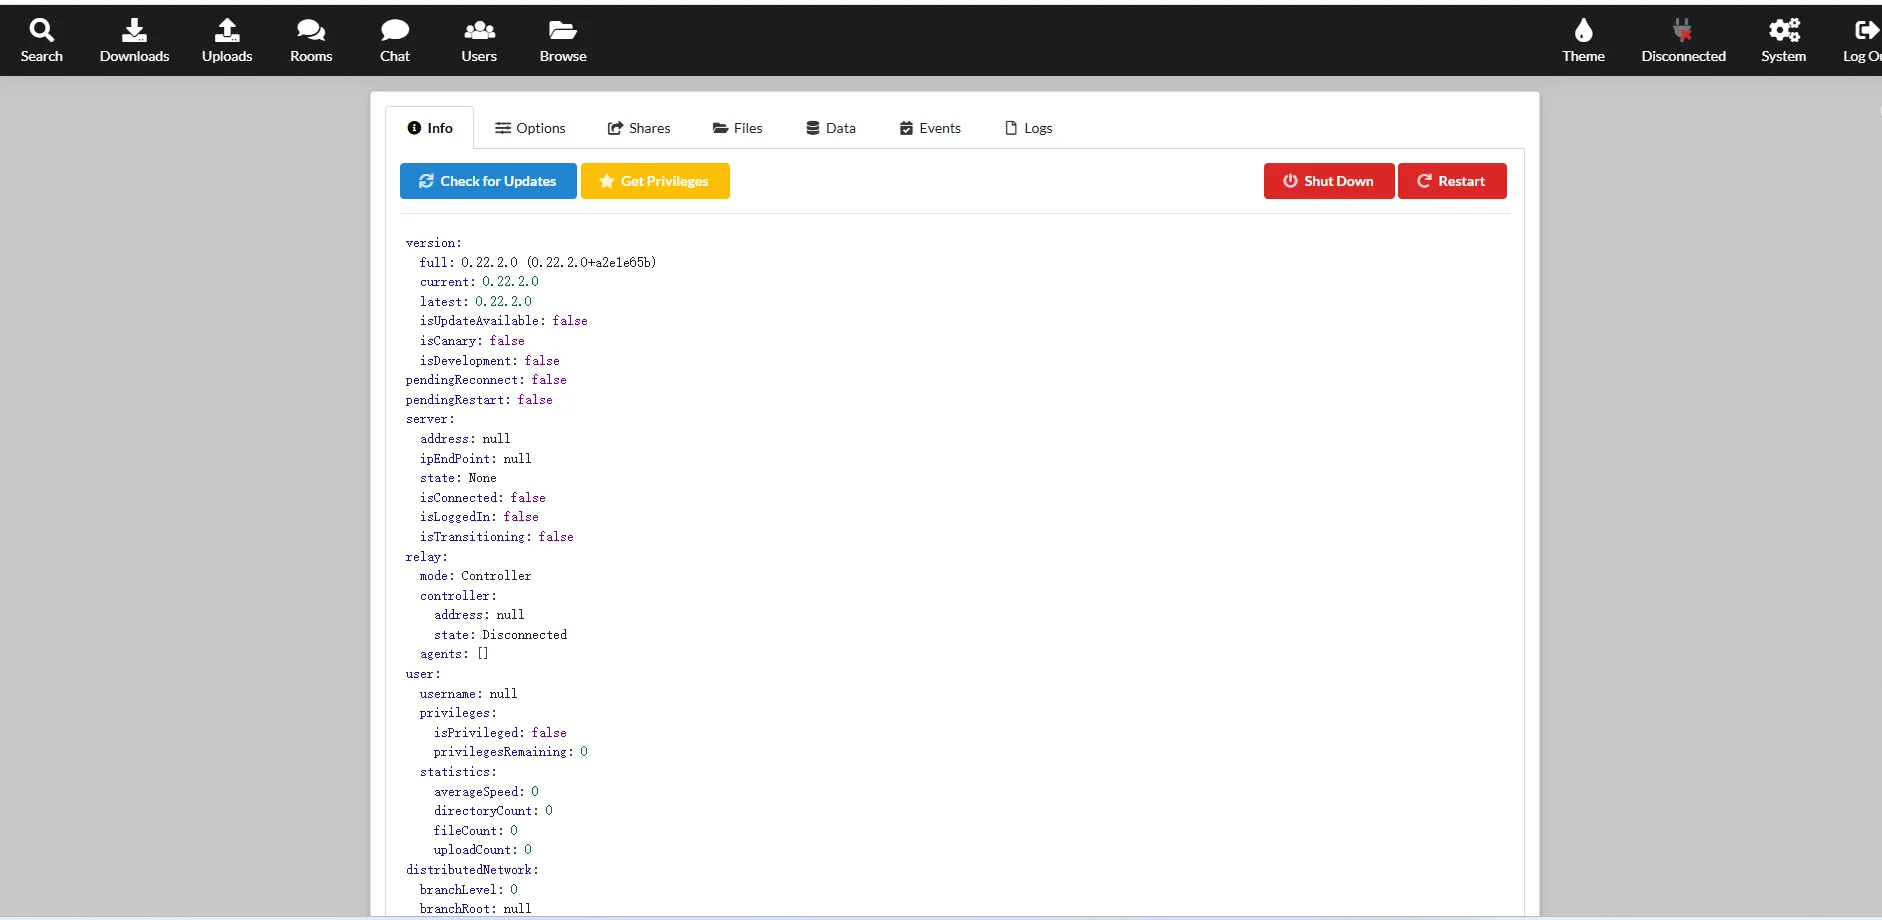 Search Downloads Uploads Rooms Chat Users Browse Theme Disconnected System Log Ou
Info Options Shares Files Data Events Logs
Check for Updates Get Privileges Shut Down Restart
version:
full: 0.22.2.0 (0.22.2.0+a2e1e65b)
current: 0.22.2.0
latest: 0.22.2.0
isUpdateAvailable: false
isCanary: false
isDevelopment: false
pendingReconnect: false
pendingRestart: false
server:
address: null
ipEndPoint: null
state: None
isConnected: false
isLoggedIn: false
isTransitioning: false
relay:
mode: Controller
controller:
address: null
state: Disconnected
agents: []
user:
username: null
privileges:
isPrivileged: false
privilegesRemaining: 0
statistics:
averageSpeed: 0
directoryCount: 0
fileCount: 0
uploadCount: 0
distributedNetwork:
branchLevel: 0
branchRoot: null